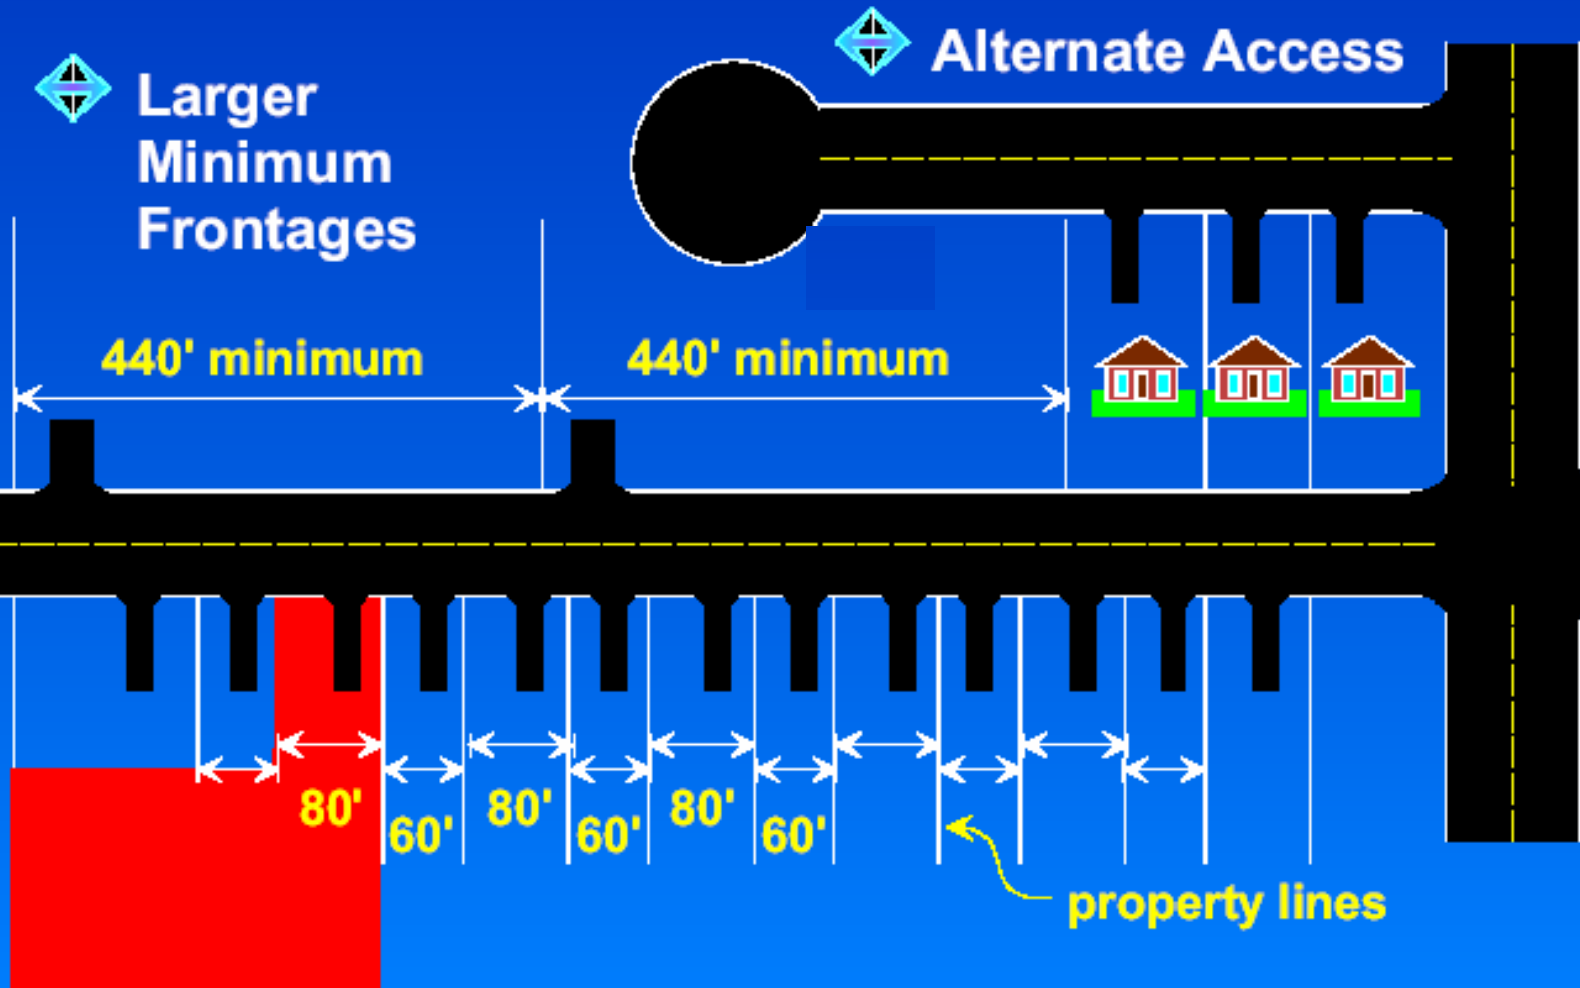 Larger
Minimum
Frontages
Alternate Access
440' minimum
440' minimum
80'
60'
80'
60'
80'
60'
property lines